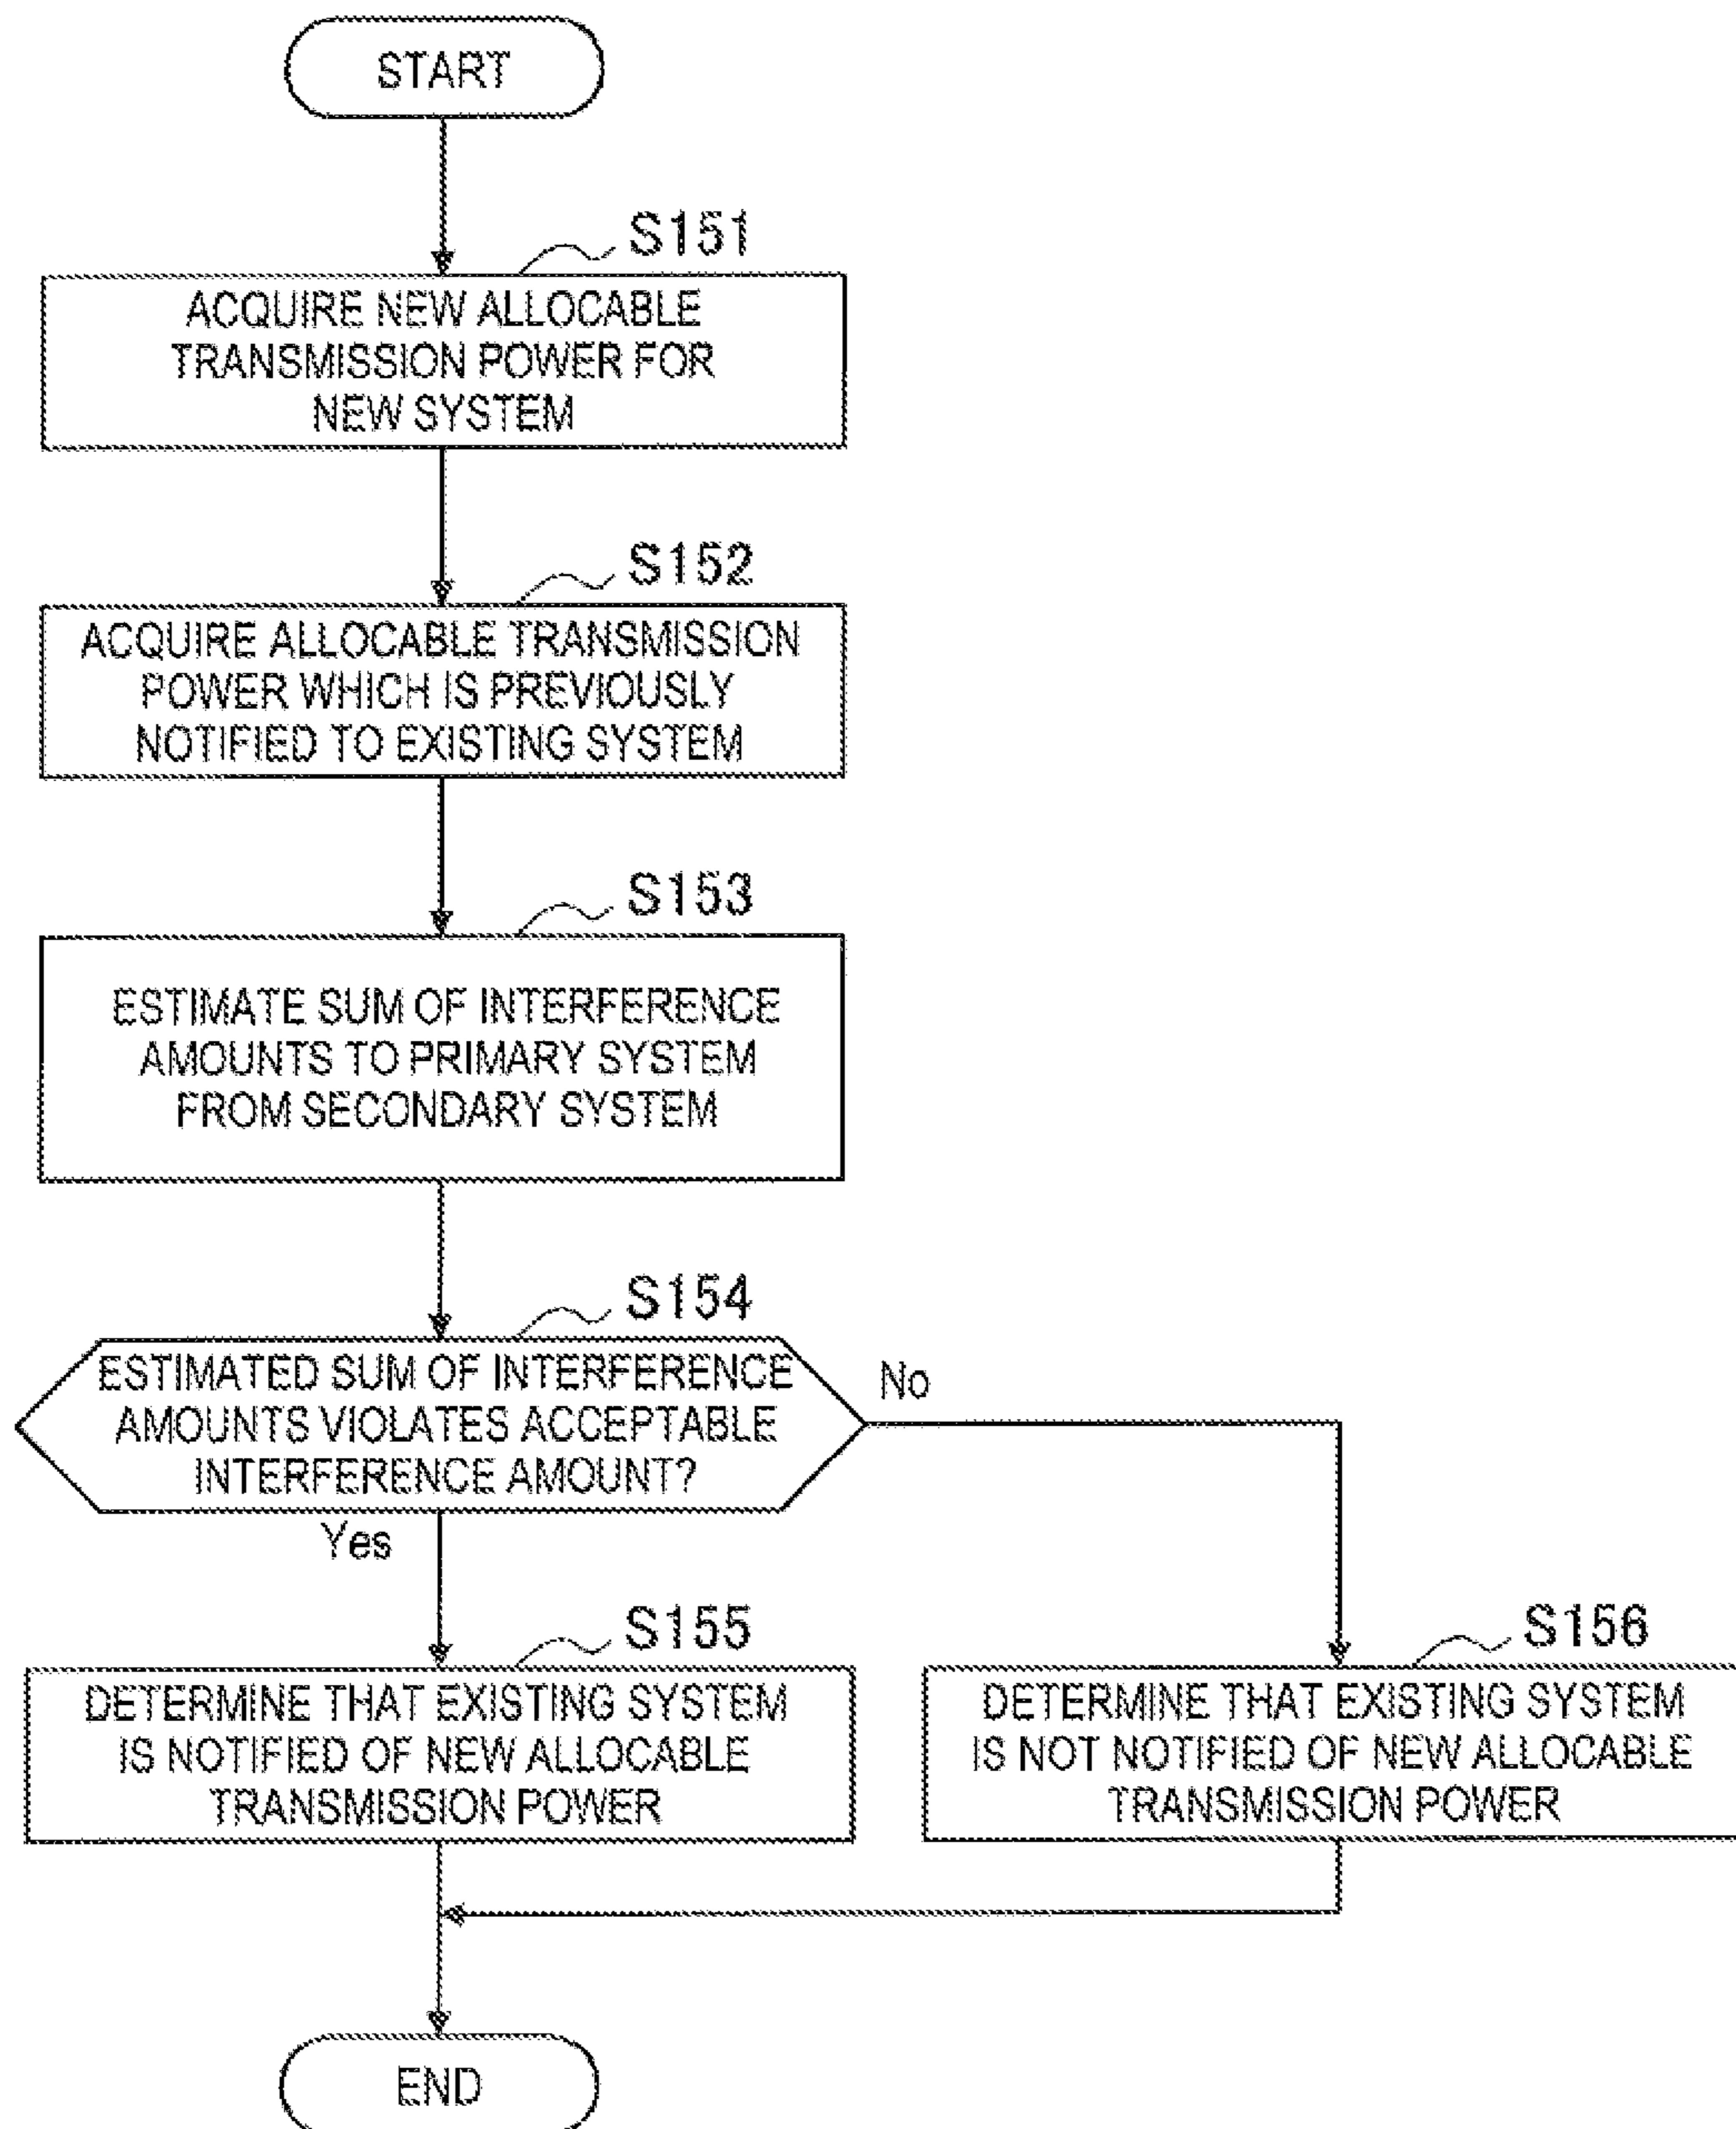 START
S151
ACQUIRE NEW ALLOCABLE
TRANSMISSION POWER FOR
NEW SYSTEM
S152
ACQUIRE ALLOCABLE TRANSMISSION
POWER WHICH IS PREVIOUSLY
NOTIFIED TO EXISTING SYSTEM
S153
ESTIMATE SUM OF INTERFERENCE
AMOUNTS TO PRIMARY SYSTEM
FROM SECONDARY SYSTEM
S154
ESTIMATED SUM OF INTERFERENCE
AMOUNTS VIOLATES ACCEPTABLE
INTERFERENCE AMOUNT?
No
Yes
S155
DETERMINE THAT EXISTING SYSTEM
IS NOTIFIED OF NEW ALLOCABLE
TRANSMISSION POWER
S156
DETERMINE THAT EXISTING SYSTEM
IS NOT NOTIFIED OF NEW ALLOCABLE
TRANSMISSION POWER
END